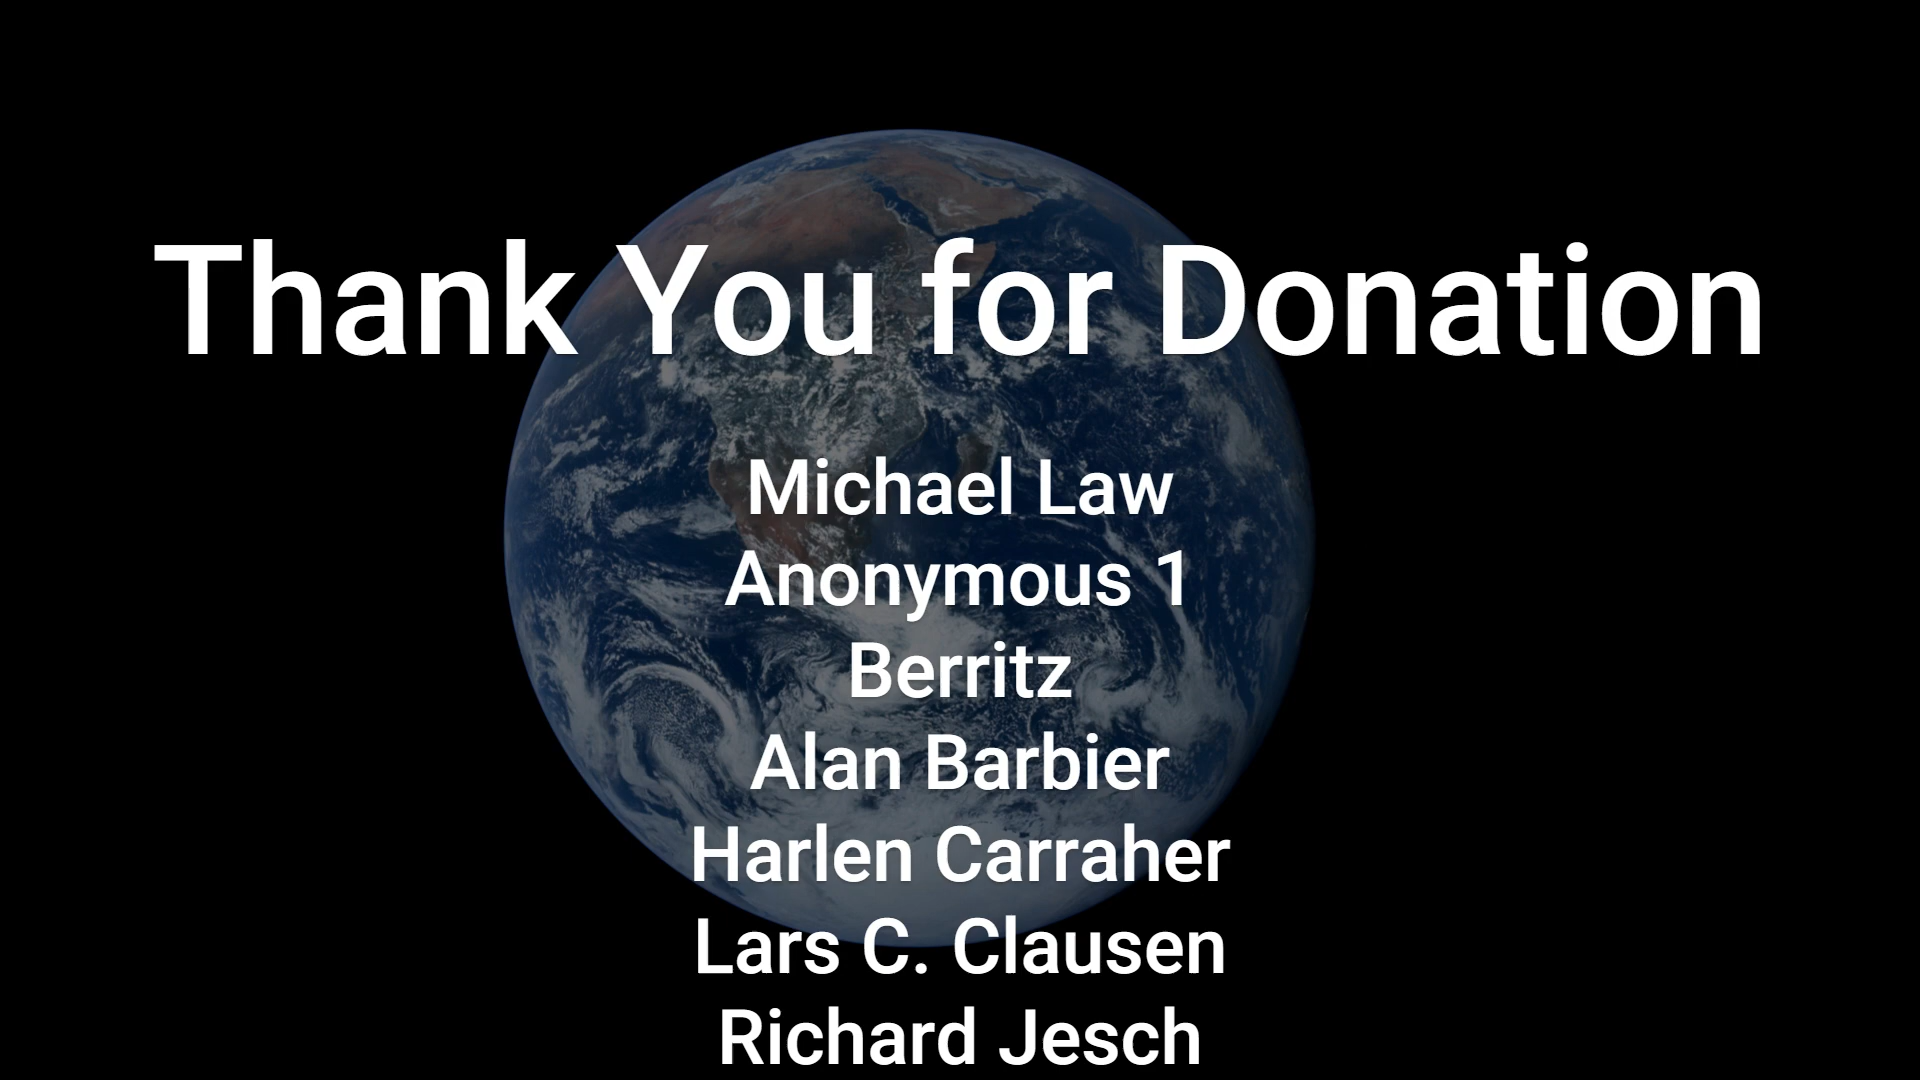 Thank You for Donation
Michael Law
Anonymous 1
Berritz
Alan Barbier
Harlen Carraher
Lars C. Clausen
Richard Jesch